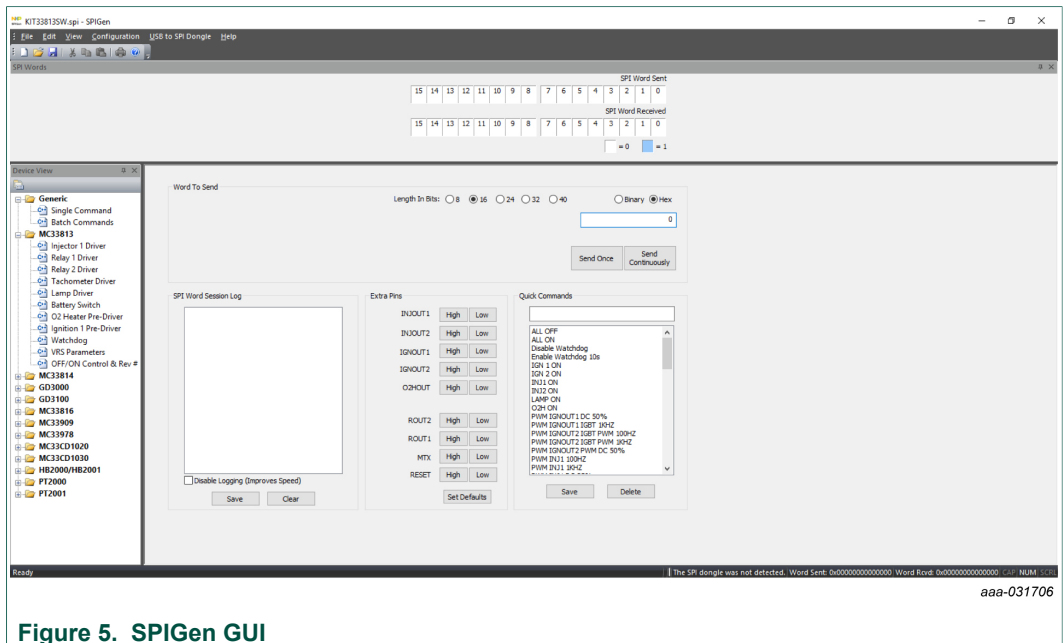 KIT33813SW.spi - SPIGen
File Edit View Configuration USB to SPI Dongle Help
SPI Words
SPI Word Sent
15 14 13 12 11 10 9 8 7 6 5 4 3 2 1 0
SPI Word Received
15 14 13 12 11 10 9 8 7 6 5 4 3 2 1 0
= 0 = 1
Device View
Generic
Single Command
Batch Commands
MC33813
Injector 1 Driver
Relay 1 Driver
Relay 2 Driver
Tachometer Driver
Lamp Driver
Battery Switch
O2 Heater Pre-Driver
Ignition 1 Pre-Driver
Watchdog
VRS Parameters
OFF/ON Control & Rev #
MC33814
GD3000
GD3100
MC33816
MC33909
MC33978
MC33CD1020
MC33CD1030
HB2000/HB2001
PT2000
PT2001
Word To Send
Length In Bits: 8 16 24 32 40 Binary Hex
0
Send Once Send Continuously
SPI Word Session Log
Disable Logging (Improves Speed)
Save Clear
Extra Pins
INJOUT1 High Low
INJOUT2 High Low
IGNOUT1 High Low
IGNOUT2 High Low
O2HOUT High Low
ROUT2 High Low
ROUT1 High Low
MTX High Low
RESET High Low
Set Defaults
Quick Commands
ALL OFF
ALL ON
Disable Watchdog
Enable Watchdog 10s
IGN 1 ON
IGN 2 ON
INJ1 ON
INJ2 ON
LAMP ON
O2H ON
PWM IGNOUT1 DC 50%
PWM IGNOUT1 IGBT 1KHZ
PWM IGNOUT2 IGBT PWM 100HZ
PWM IGNOUT2 IGBT PWM 1KHZ
PWM IGNOUT2 PWM DC 50%
PWM INJ1 100HZ
PWM INJ1 1KHZ
Save Delete
Ready
The SPI dongle was not detected. Word Sent: 0x00000000000000 Word Rcvd: 0x00000000000000 CAP NUM SCRL
aaa-031706
Figure 5. SPIGen GUI